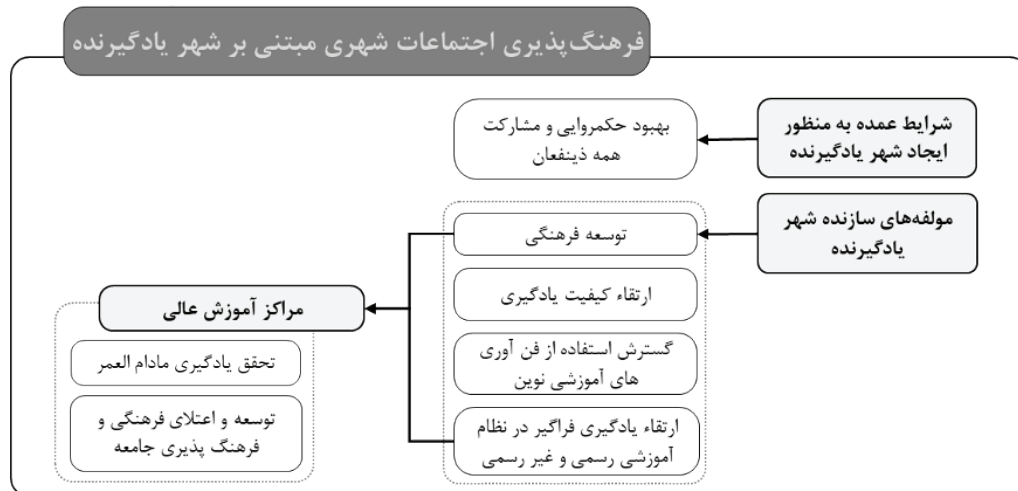 فرهنگ‌پذیری اجتماعات شهری مبتنی بر شهر یادگیرنده
شرایط عمده به منظور
ایجاد شهر یادگیرنده
بهبود حکمروایی و مشارکت
همه ذینفعان
مولفه‌های سازنده شهر
یادگیرنده
توسعه فرهنگی
ارتقاء کیفیت یادگیری
گسترش استفاده از فن آوری
های آموزشی نوین
ارتقاء یادگیری فراگیر در نظام
آموزشی رسمی و غیر رسمی
مراکز آموزش عالی
تحقق یادگیری مادام العمر
توسعه و اعتلای فرهنگی و
فرهنگ پذیری جامعه